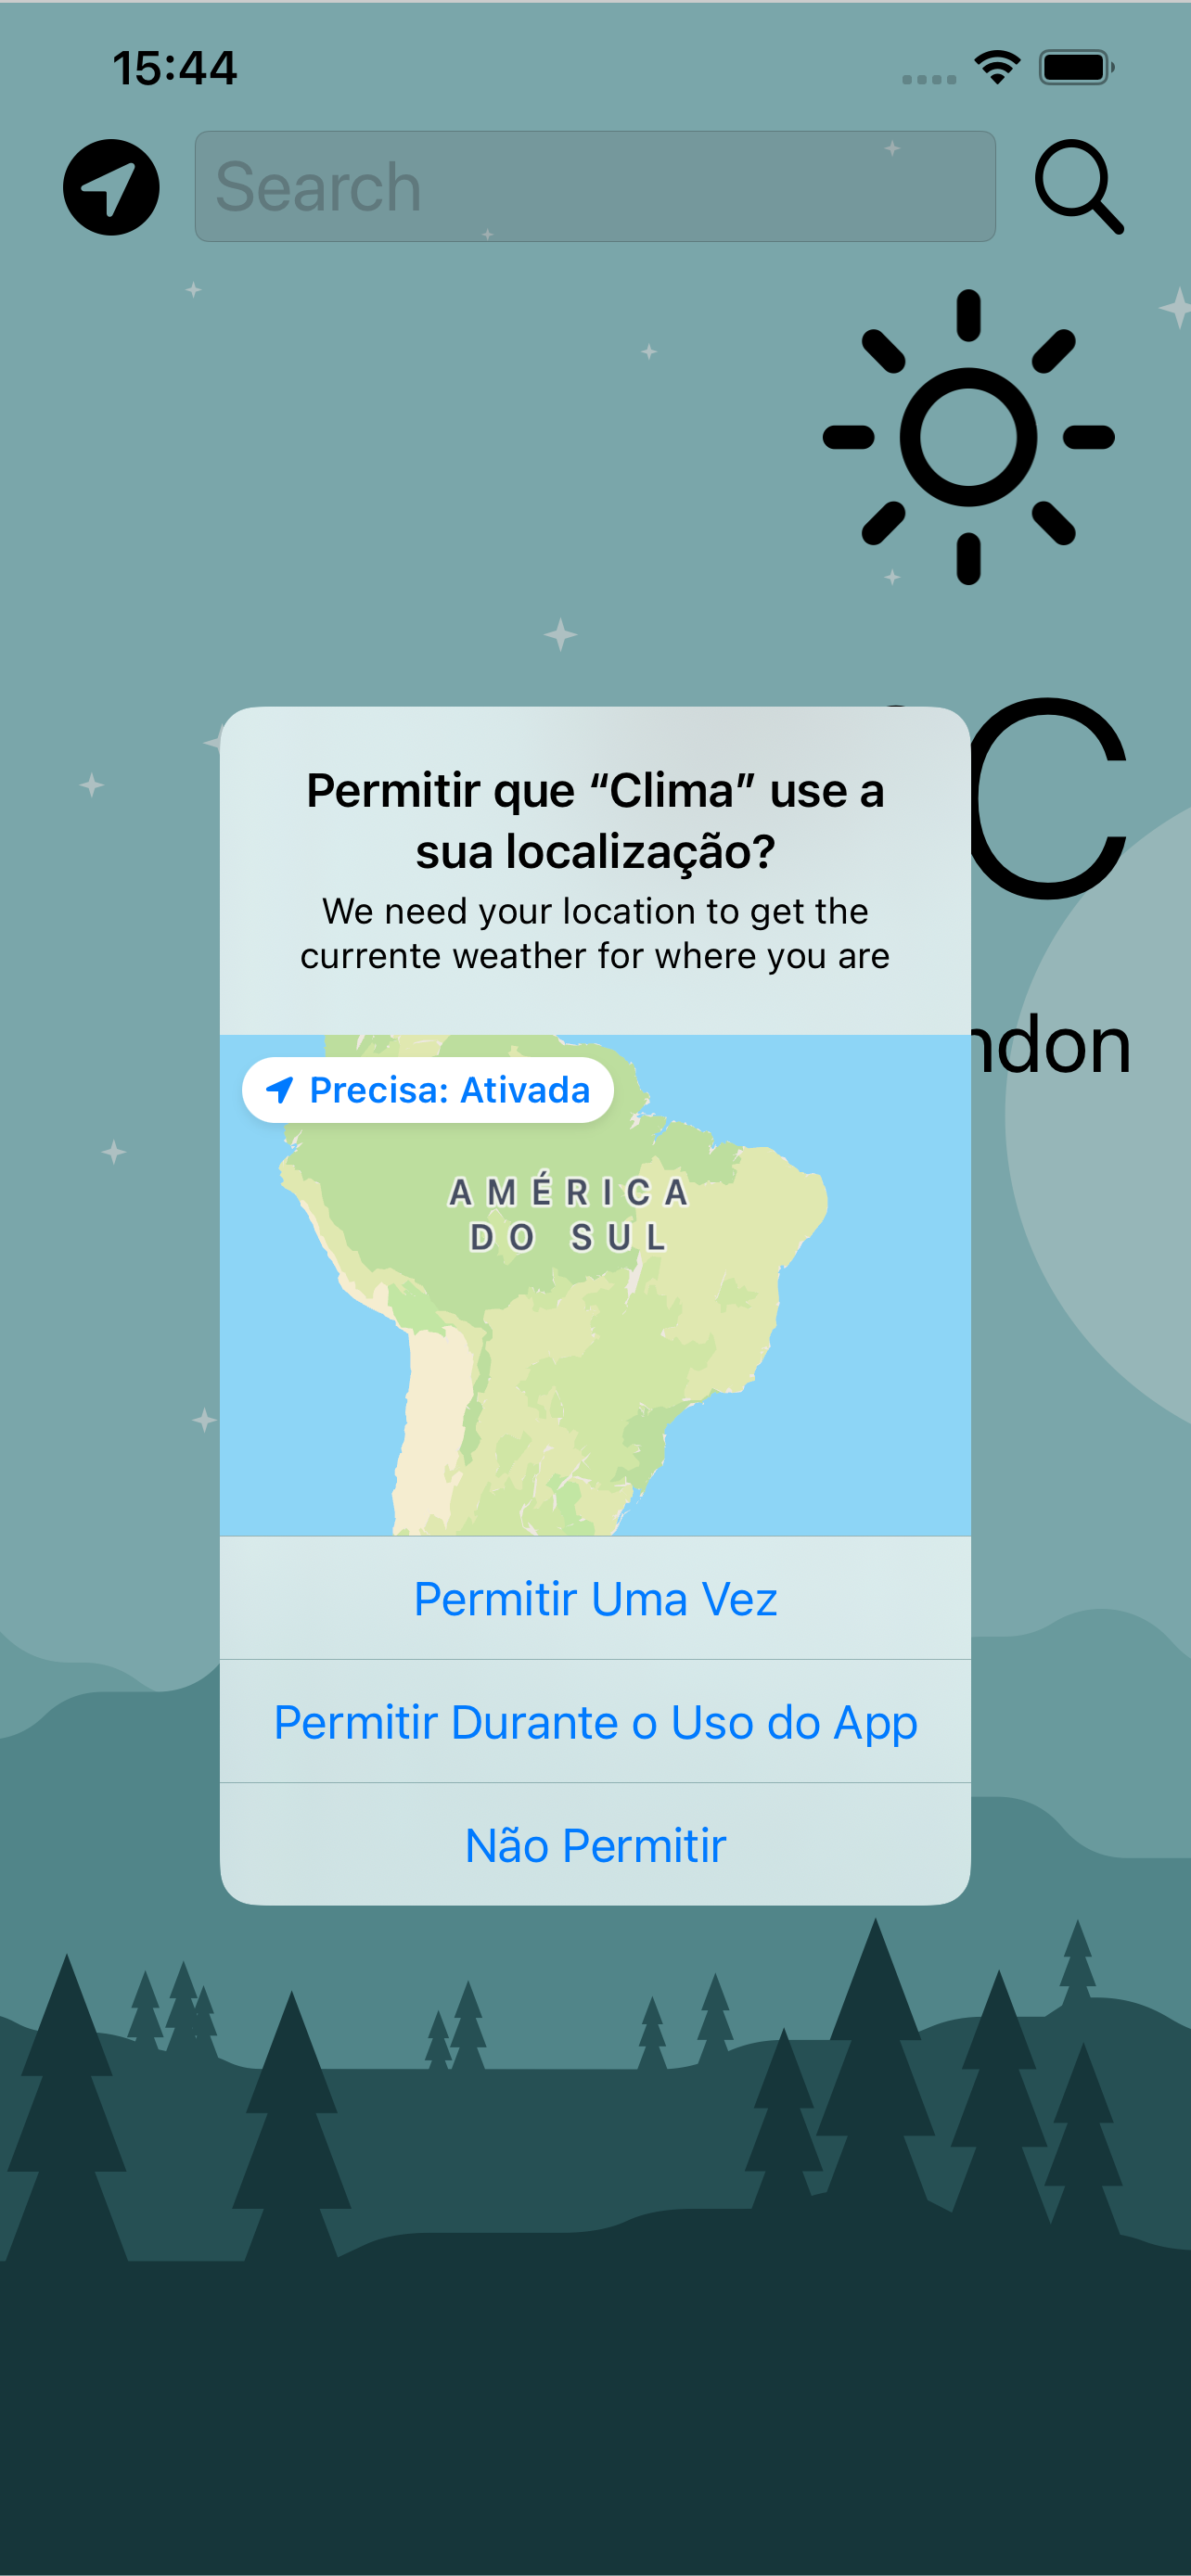 15:44
Search
C
ndon
Permitir que “Clima” use a
sua localização?
We need your location to get the
currente weather for where you are
Precisa: Ativada
AMÉRICA
DO SUL
Permitir Uma Vez
Permitir Durante o Uso do App
Não Permitir